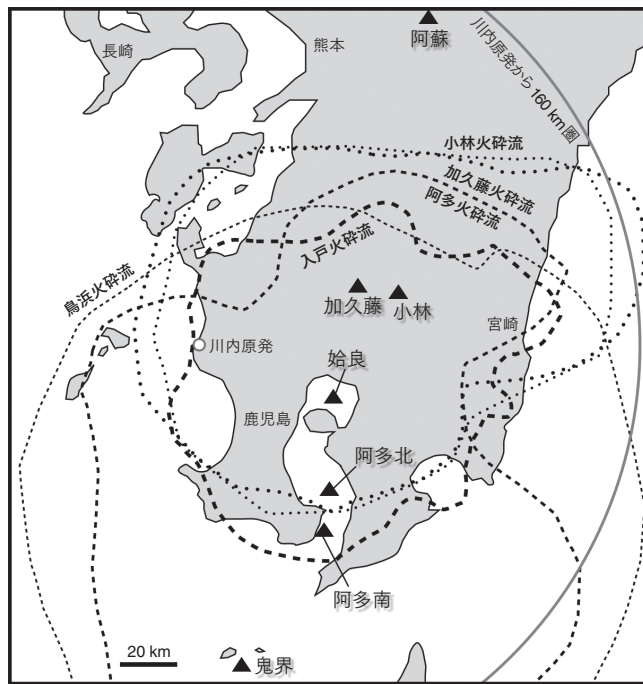 長崎
熊本
阿蘇
川内原発から160 km圏
小林火砕流
加久藤火砕流
阿多火砕流
入戸火砕流
鳥浜火砕流
加久藤
小林
宮崎
川内原発
姶良
鹿児島
阿多北
阿多南
20 km
鬼界